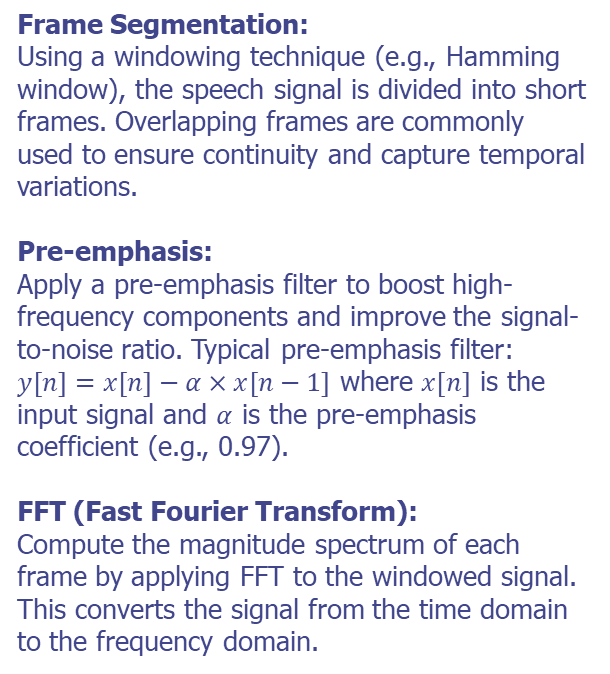 Frame Segmentation:
Using a windowing technique (e.g., Hamming
window), the speech signal is divided into short
frames. Overlapping frames are commonly
used to ensure continuity and capture temporal
variations.
Pre-emphasis:
Apply a pre-emphasis filter to boost high-
frequency components and improve the signal-
to-noise ratio. Typical pre-emphasis filter:
y[n] = x[n] − α × x[n − 1] where x[n] is the
input signal and α is the pre-emphasis
coefficient (e.g., 0.97).
FFT (Fast Fourier Transform):
Compute the magnitude spectrum of each
frame by applying FFT to the windowed signal.
This converts the signal from the time domain
to the frequency domain.